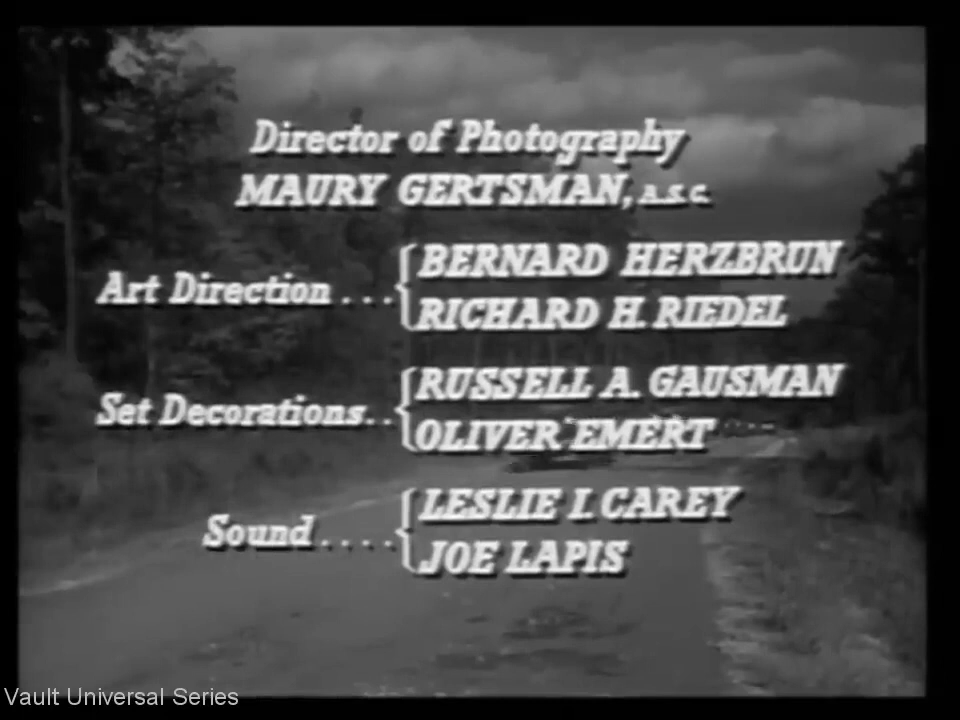 Director of Photography
MAURY GERTSMAN, A.S.C.
Art Direction . . . { BERNARD HERZBRUN
RICHARD H. RIEDEL
Set Decorations . . { RUSSELL A. GAUSMAN
OLIVER EMERT
Sound . . . . { LESLIE I. CAREY
JOE LAPIS
Vault Universal Series